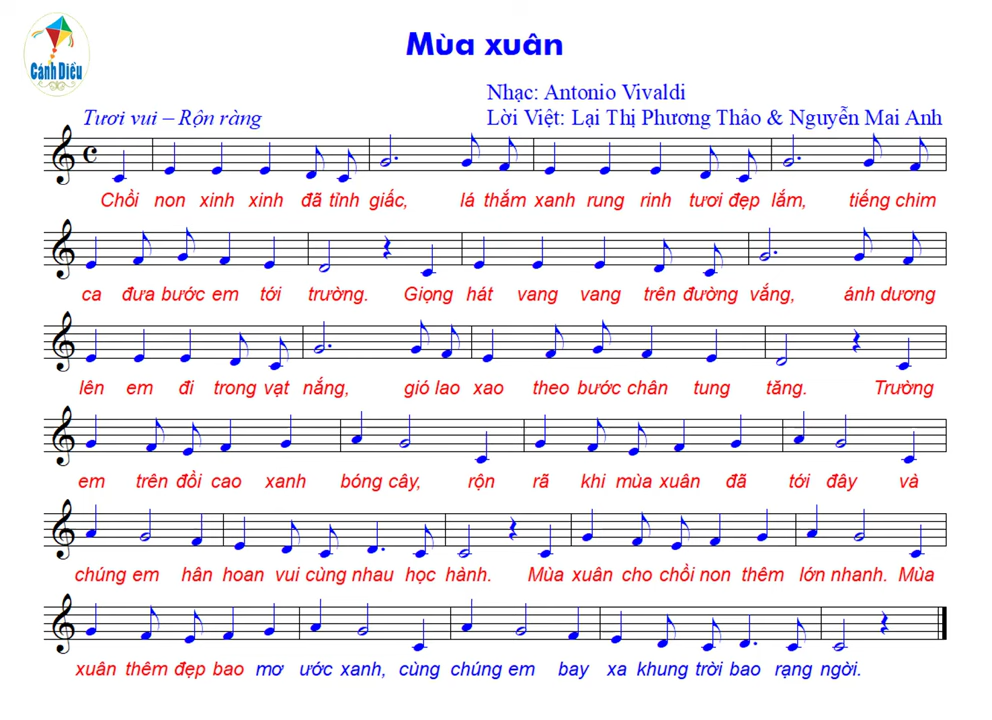 Cánh Diều
Mùa xuân
Nhạc: Antonio Vivaldi
Tươi vui – Rộn ràng
Lời Việt: Lại Thị Phương Thảo & Nguyễn Mai Anh
Chồi non xinh xinh đã tỉnh giấc, lá thắm xanh rung rinh tươi đẹp lắm, tiếng chim
ca đưa bước em tới trường. Giọng hát vang vang trên đường vắng, ánh dương
lên em đi trong vạt nắng, gió lao xao theo bước chân tung tăng. Trường
em trên đồi cao xanh bóng cây, rộn rã khi mùa xuân đã tới đây và
chúng em hân hoan vui cùng nhau học hành. Mùa xuân cho chồi non thêm lớn nhanh. Mùa
xuân thêm đẹp bao mơ ước xanh, cùng chúng em bay xa khung trời bao rạng ngời.